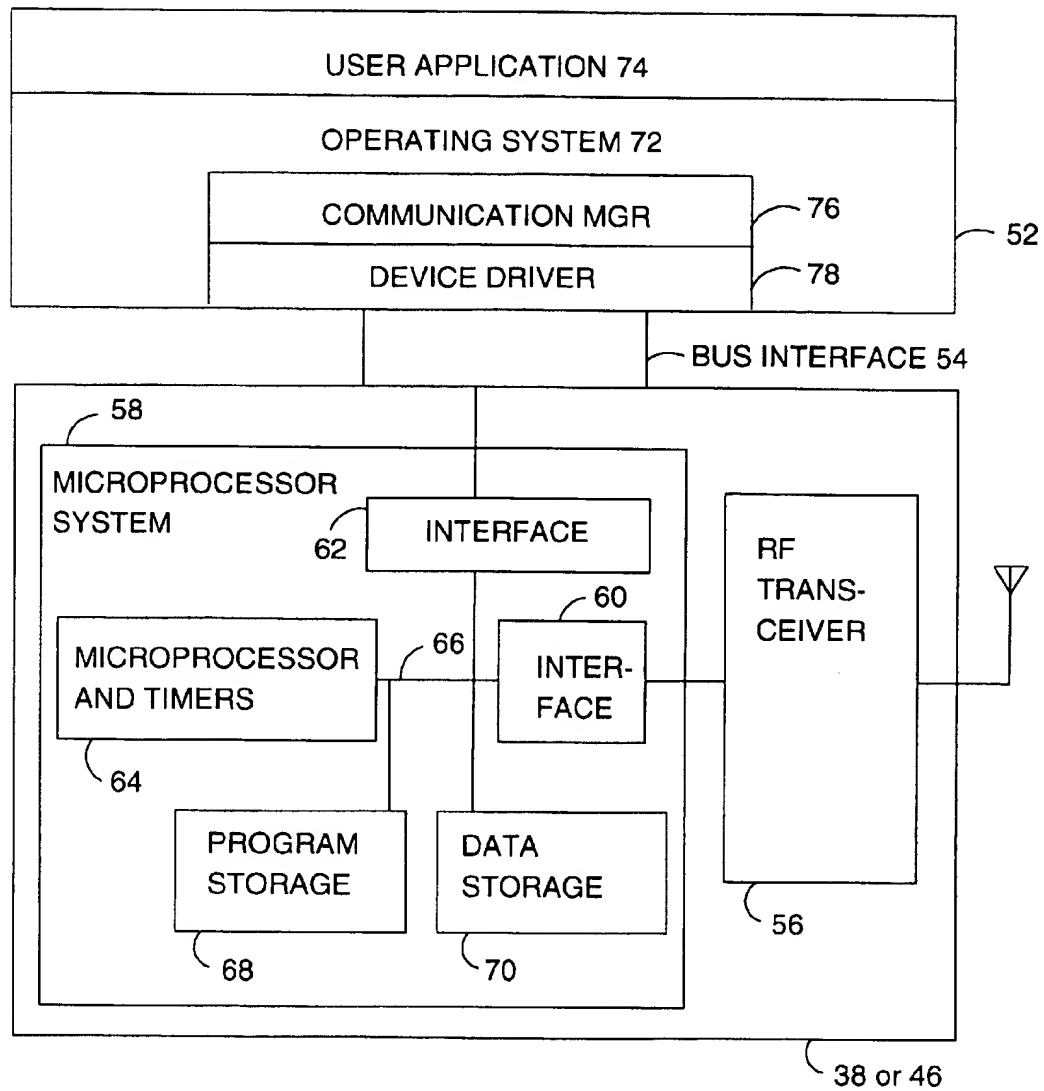 USER APPLICATION 74
OPERATING SYSTEM 72
COMMUNICATION MGR
76
DEVICE DRIVER
78
52
BUS INTERFACE 54
58
MICROPROCESSOR
SYSTEM
62
INTERFACE
RF
TRANS-
CEIVER
60
MICROPROCESSOR
AND TIMERS
66
INTER-
FACE
64
PROGRAM
STORAGE
DATA
STORAGE
56
68
70
38 or 46